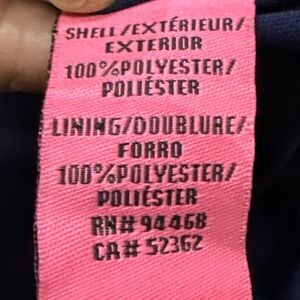 SHELL/EXTÉRIEUR/
EXTERIOR
100%POLYESTER/
POLIÉSTER
LINING/DOUBLURE/
FORRO
100%POLYESTER/
POLIÉSTER
RN# 94468
CA# 52362